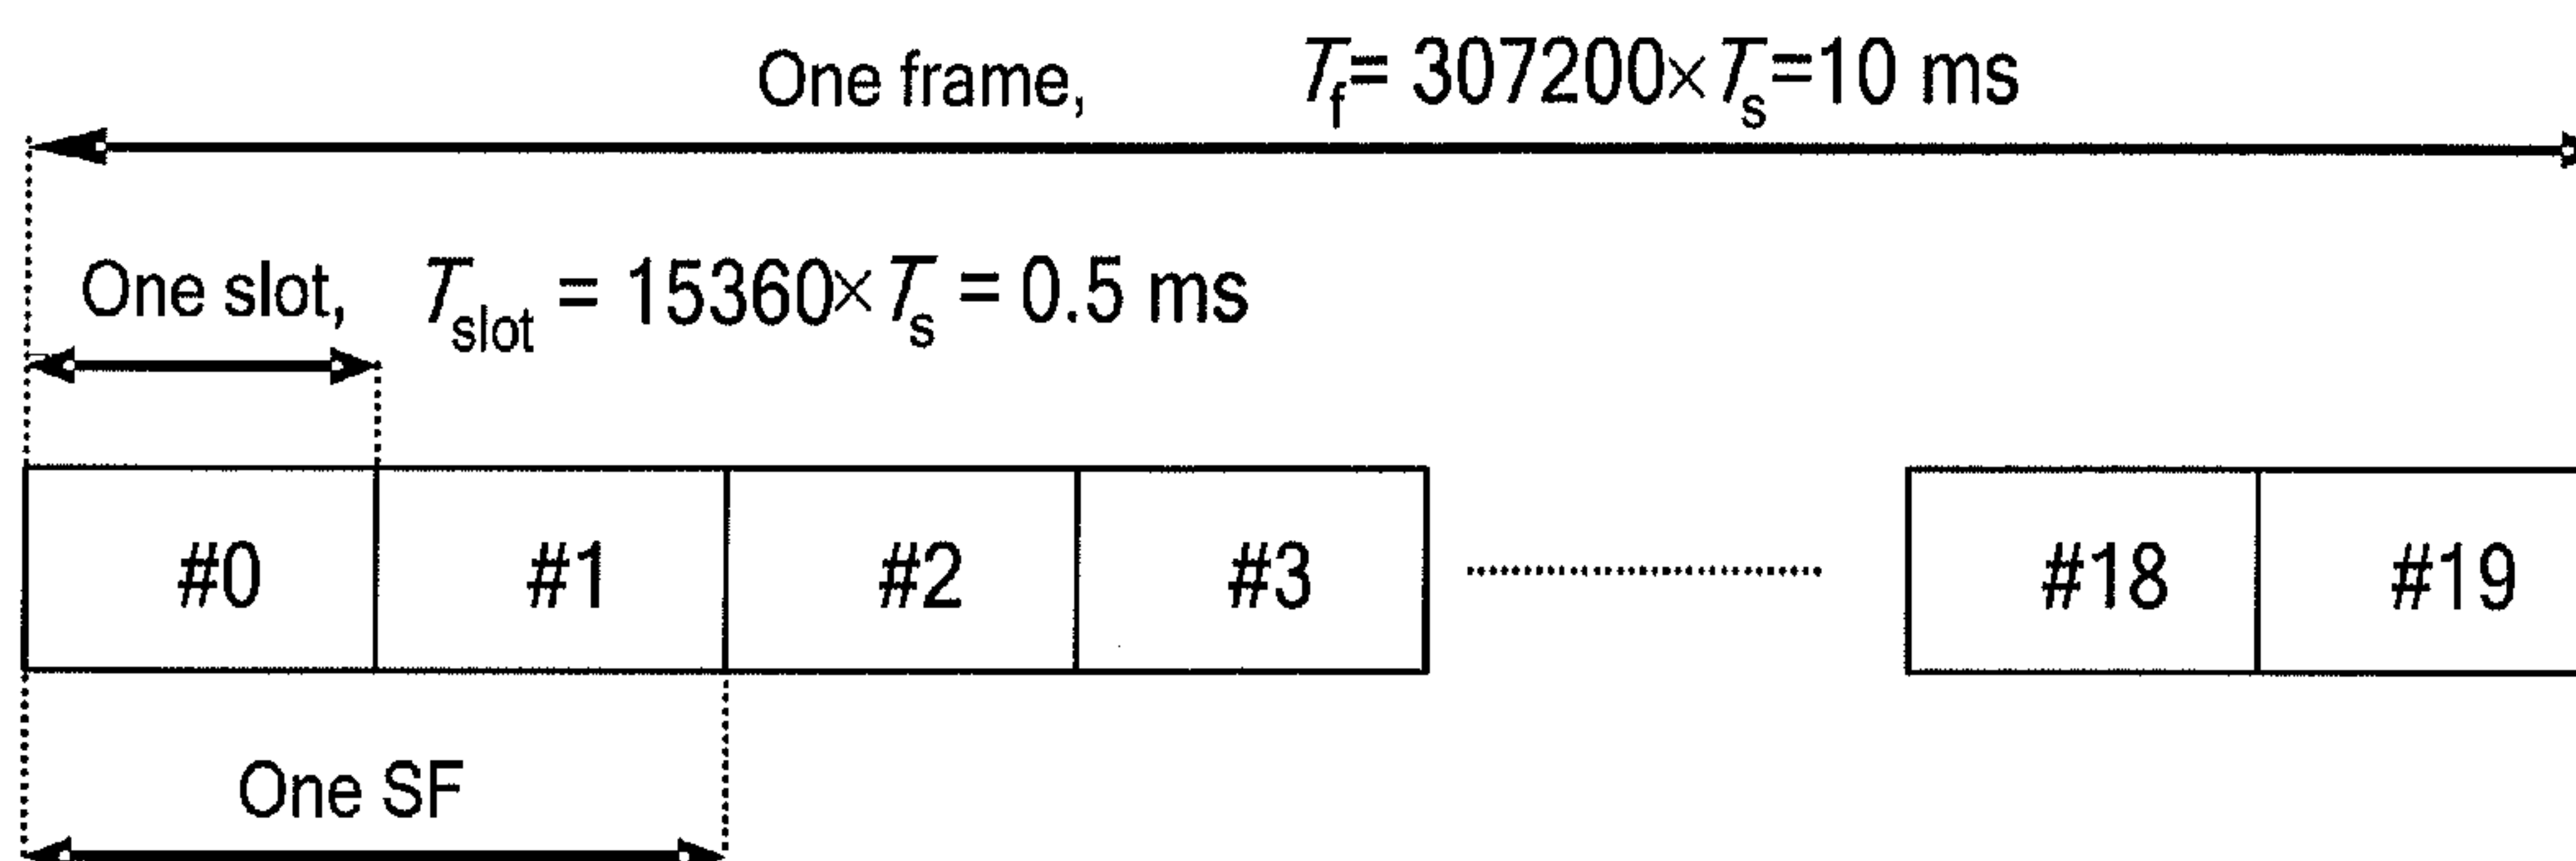 One frame, T_f = 307200×T_s=10 ms
One slot, T_slot = 15360×T_s = 0.5 ms
#0 #1 #2 #3 #18 #19
One SF